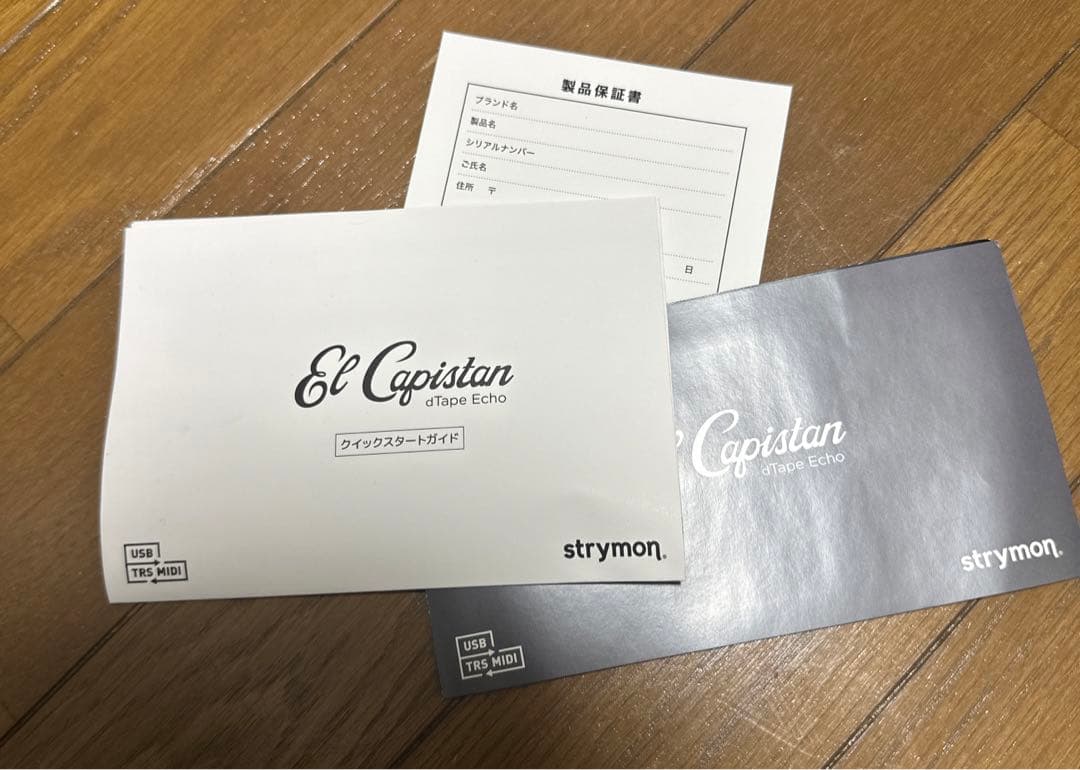 製品保証書
ブランド名
製品名
シリアルナンバー
ご氏名
住所 〒
日
El Capistan
dTape Echo
クイックスタートガイド
USB
TRS MIDI
strymon®
Capistan
dTape Echo
USB
TRS MIDI
strymon®